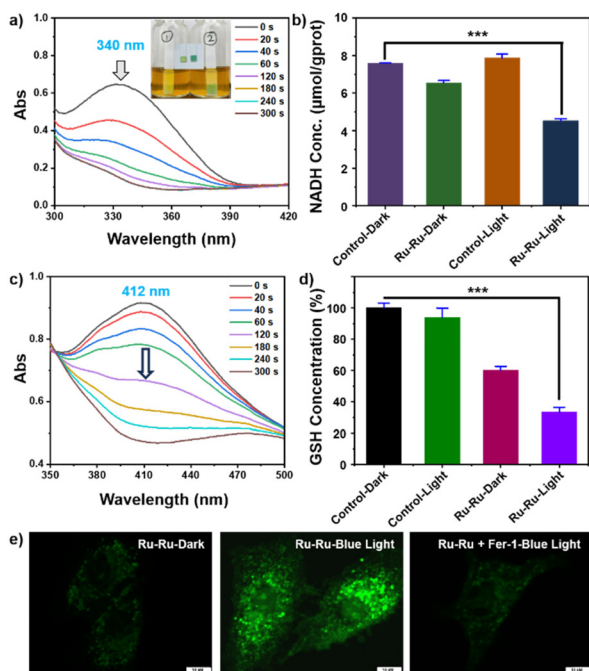 a)
340 nm
1
2
0 s
20 s
40 s
60 s
120 s
180 s
240 s
300 s
Abs
0.6
0.4
0.2
0.0
300
330
360
390
420
Wavelength (nm)
b)
***
NADH Conc. (μmol/gprot)
10
8
6
4
2
0
Control-Dark
Ru-Ru-Dark
Control-Light
Ru-Ru-Light
c)
412 nm
0 s
20 s
40 s
60 s
120 s
180 s
240 s
300 s
Abs
1.0
0.8
0.6
0.4
350
380
410
440
470
500
Wavelength (nm)
d)
***
GSH Concentration (%)
120
100
80
60
40
20
0
Control-Dark
Control-Light
Ru-Ru-Dark
Ru-Ru-Light
e)
Ru-Ru-Dark
Ru-Ru-Blue Light
Ru-Ru + Fer-1-Blue Light